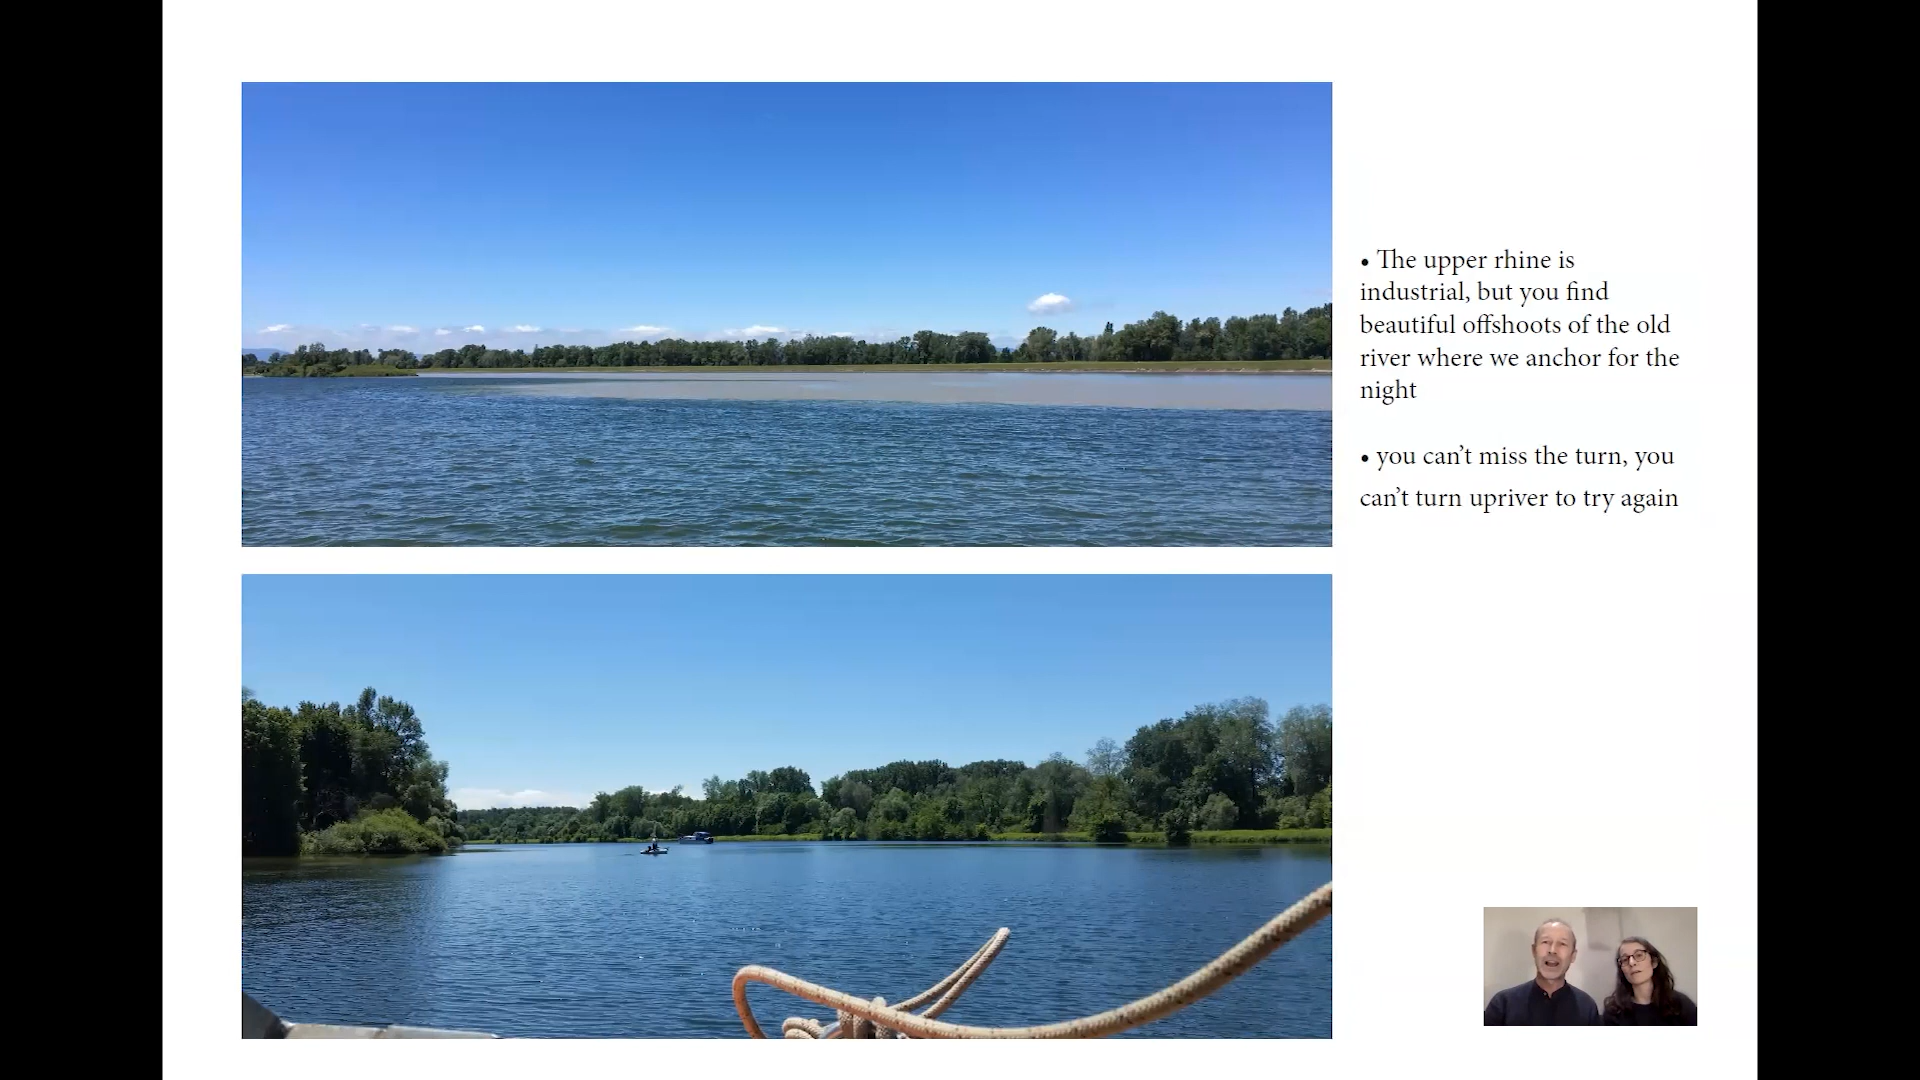 • The upper rhine is
industrial, but you find
beautiful offshoots of the old
river where we anchor for the
night
• you can’t miss the turn, you
can’t turn upriver to try again